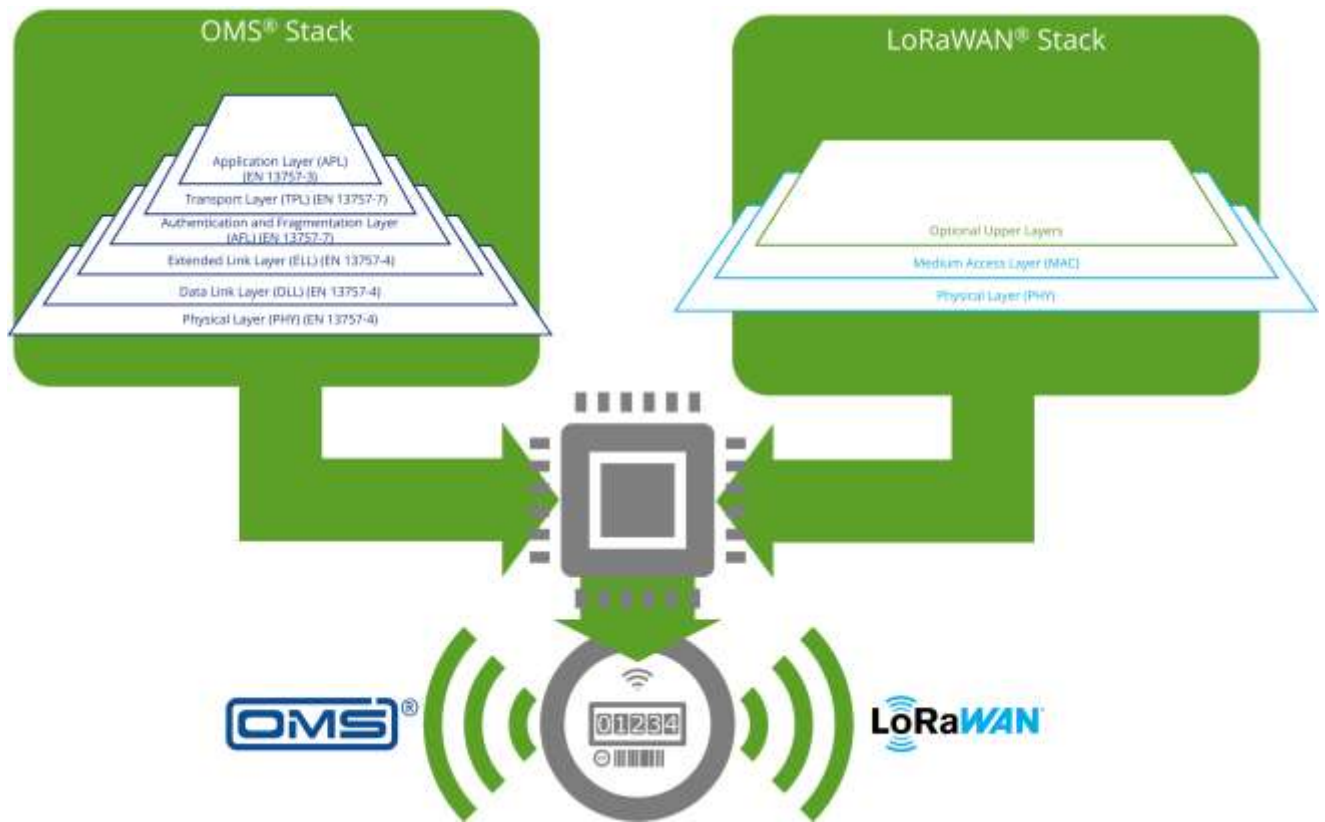 OMS® Stack
Application Layer (APL)
(EN 13757-3)
Transport Layer (TPL) (EN 13757-7)
Authentication and Fragmentation Layer
(AFL) (EN 13757-7)
Extended Link Layer (ELL) (EN 13757-4)
Data Link Layer (DLL) (EN 13757-4)
Physical Layer (PHY) (EN 13757-4)
LoRaWAN® Stack
Optional Upper Layers
Medium Access Layer (MAC)
Physical Layer (PHY)
OMS®
01234
LoRaWAN